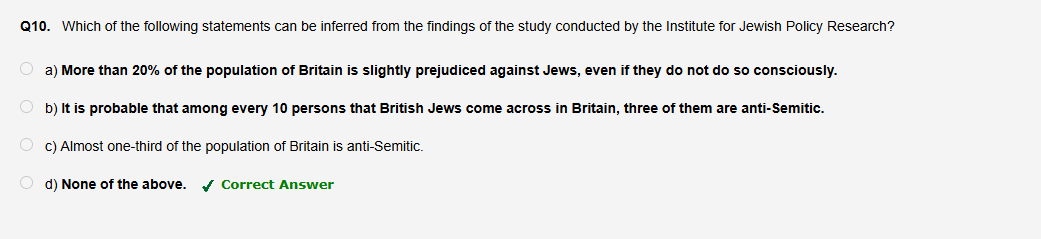 Q10. Which of the following statements can be inferred from the findings of the study conducted by the Institute for Jewish Policy Research?
a) More than 20% of the population of Britain is slightly prejudiced against Jews, even if they do not do so consciously.
b) It is probable that among every 10 persons that British Jews come across in Britain, three of them are anti-Semitic.
c) Almost one-third of the population of Britain is anti-Semitic.
d) None of the above. ✓ Correct Answer